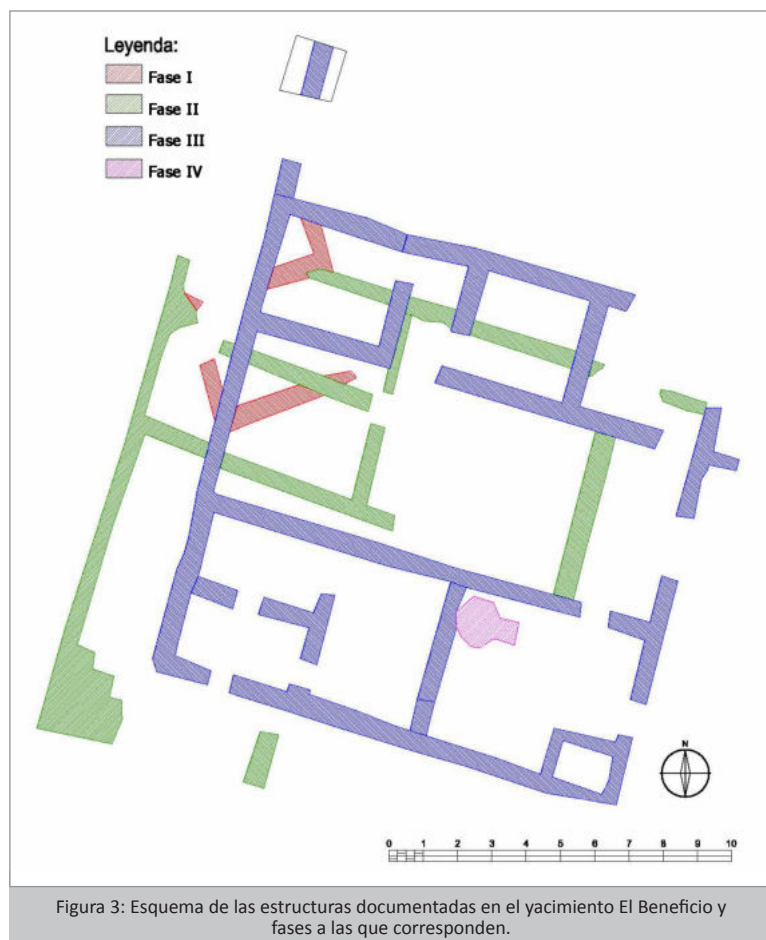 Leyenda:
Fase I
Fase II
Fase III
Fase IV
N
0 1 2 3 4 5 6 7 8 9 10
Figura 3: Esquema de las estructuras documentadas en el yacimiento El Beneficio y
fases a las que corresponden.